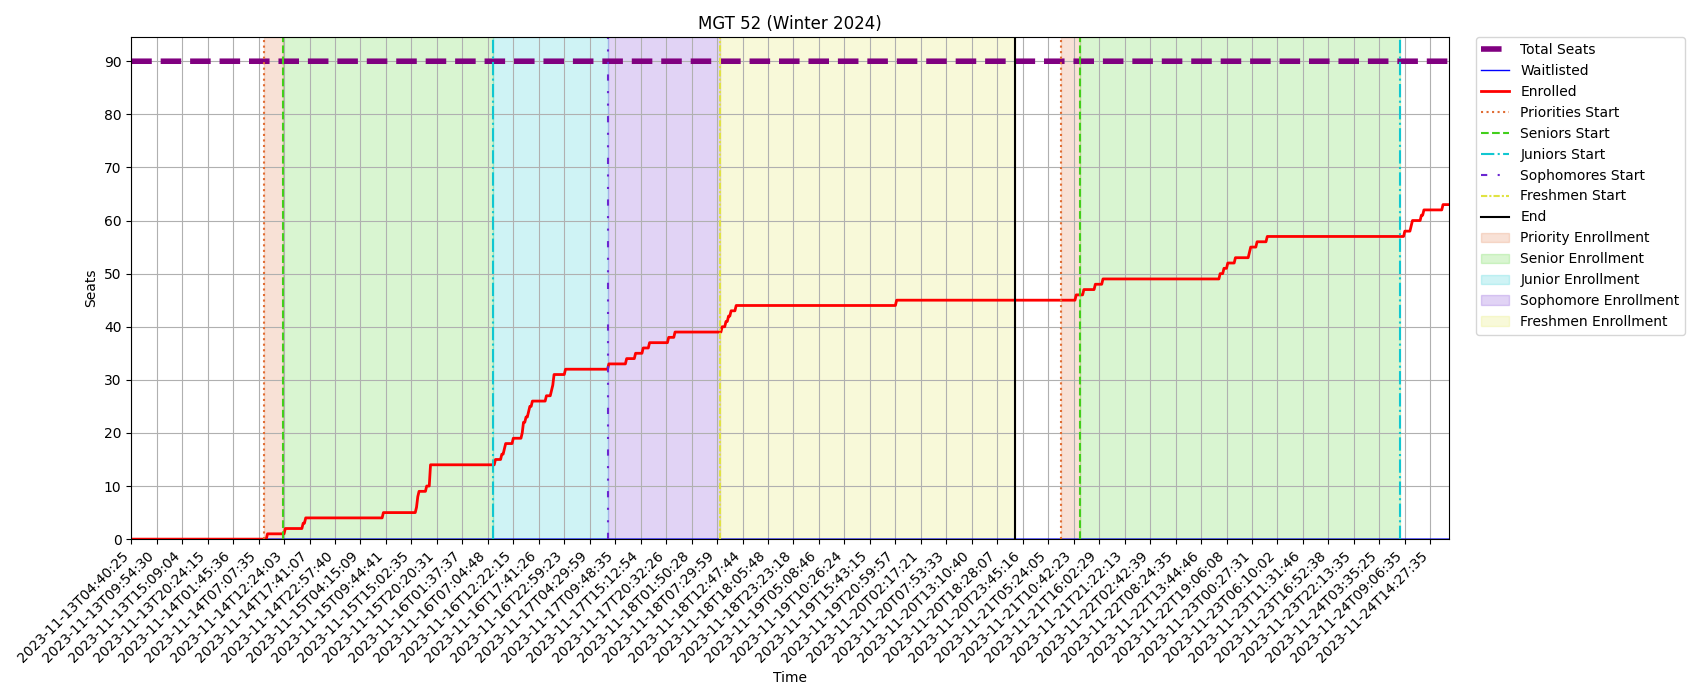 MGT 52 (Winter 2024)
Seats
90
80
70
60
50
40
30
20
10
0
2023-11-13T04:40:25
2023-11-13T09:54:30
2023-11-13T15:09:04
2023-11-13T20:24:15
2023-11-14T01:45:36
2023-11-14T07:07:35
2023-11-14T12:24:03
2023-11-14T17:41:07
2023-11-14T22:57:40
2023-11-15T04:15:09
2023-11-15T09:44:41
2023-11-15T15:02:35
2023-11-15T20:20:31
2023-11-16T01:37:37
2023-11-16T07:04:48
2023-11-16T12:22:15
2023-11-16T17:41:26
2023-11-16T22:59:23
2023-11-17T04:29:59
2023-11-17T09:48:35
2023-11-17T15:12:54
2023-11-17T20:32:26
2023-11-18T01:50:28
2023-11-18T07:29:59
2023-11-18T12:47:44
2023-11-18T18:05:48
2023-11-18T23:23:18
2023-11-19T05:08:46
2023-11-19T10:26:24
2023-11-19T15:43:15
2023-11-19T20:59:57
2023-11-20T02:17:21
2023-11-20T07:53:33
2023-11-20T13:10:40
2023-11-20T18:28:07
2023-11-20T23:45:16
2023-11-21T05:24:05
2023-11-21T10:42:23
2023-11-21T16:02:29
2023-11-21T21:22:13
2023-11-22T02:42:39
2023-11-22T08:24:35
2023-11-22T13:44:46
2023-11-22T19:06:08
2023-11-23T00:27:31
2023-11-23T06:10:02
2023-11-23T11:31:46
2023-11-23T16:52:38
2023-11-23T22:13:35
2023-11-24T03:35:25
2023-11-24T09:06:35
2023-11-24T14:27:35
Time
Total Seats
Waitlisted
Enrolled
Priorities Start
Seniors Start
Juniors Start
Sophomores Start
Freshmen Start
End
Priority Enrollment
Senior Enrollment
Junior Enrollment
Sophomore Enrollment
Freshmen Enrollment